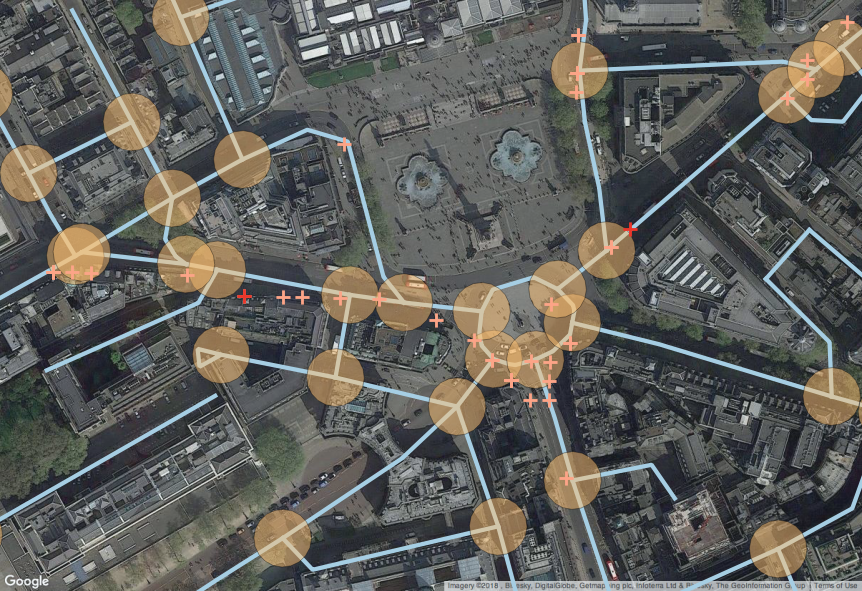 Google
Imagery ©2018 , Bluesky, DigitalGlobe, Getmapping plc, Infoterra Ltd & Bluesky, The GeoInformation Group - Terms of Use